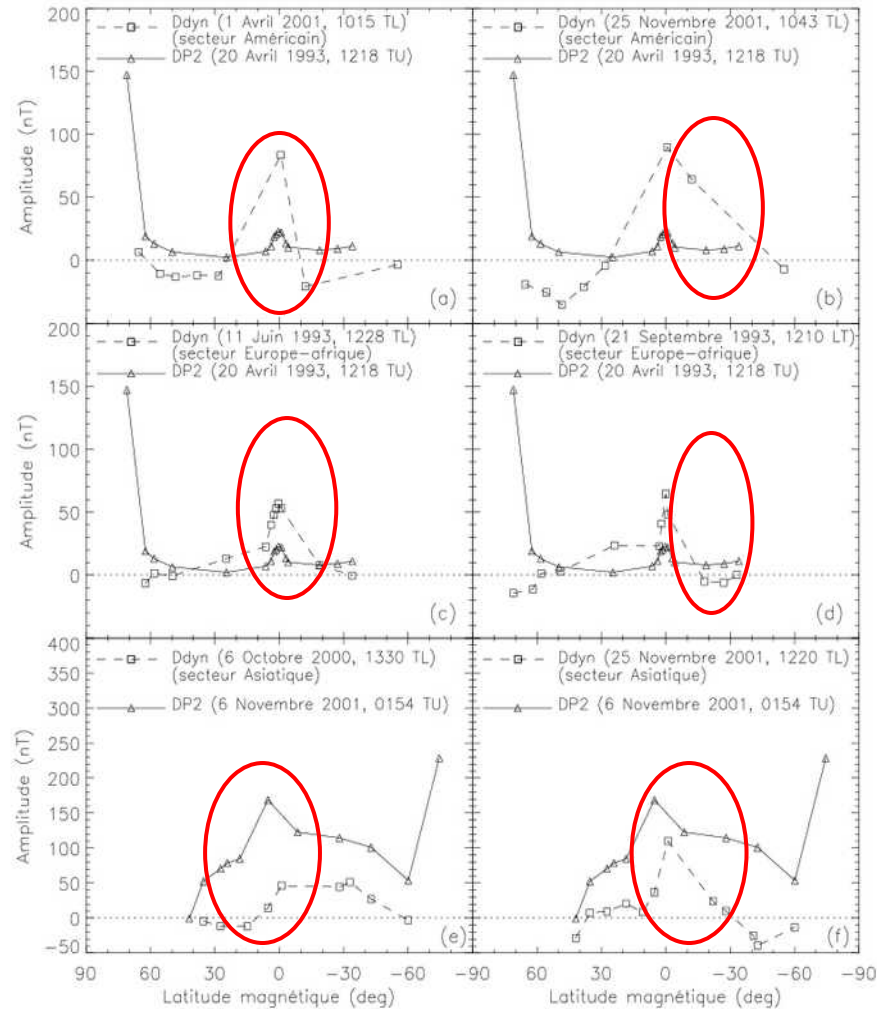 Ddyn (1 Avril 2001, 1015 TL)
(secteur Américain)
DP2 (20 Avril 1993, 1218 TU)
Ddyn (25 Novembre 2001, 1043 TL)
(secteur Américain)
DP2 (20 Avril 1993, 1218 TU)
200
150
100
50
0
Amplitude (nT)
(a)
(b)
Ddyn (11 Juin 1993, 1228 TL)
(secteur Europe-afrique)
DP2 (20 Avril 1993, 1218 TU)
Ddyn (21 Septembre 1993, 1210 LT)
(secteur Europe-afrique)
DP2 (20 Avril 1993, 1218 TU)
200
150
100
50
0
Amplitude (nT)
(c)
(d)
Ddyn (6 Octobre 2000, 1330 TL)
(secteur Asiatique)
DP2 (6 Novembre 2001, 0154 TU)
Ddyn (25 Novembre 2001, 1220 TL)
(secteur Asiatique)
DP2 (6 Novembre 2001, 0154 TU)
400
350
300
250
200
150
100
50
0
-50
Amplitude (nT)
(e)
(f)
90 60 30 0 -30 -60 90 60 30 0 -30 -60 -90
Latitude magnétique (deg) Latitude magnétique (deg)